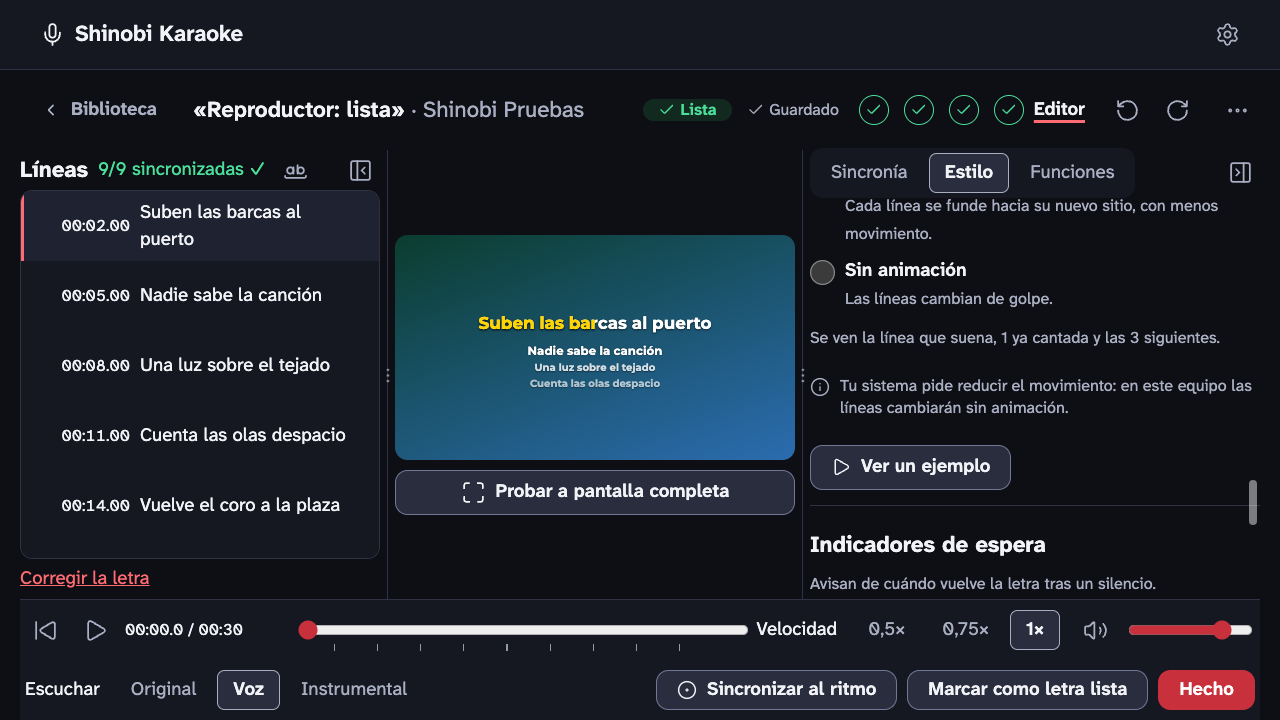 Shinobi Karaoke
Biblioteca
«Reproductor: lista» · Shinobi Pruebas
Lista
Guardado
Editor
Líneas 9/9 sincronizadas
ab
00:02.00 Suben las barcas al puerto
00:05.00 Nadie sabe la canción
00:08.00 Una luz sobre el tejado
00:11.00 Cuenta las olas despacio
00:14.00 Vuelve el coro a la plaza
Corregir la letra
Suben las barcas al puerto
Nadie sabe la canción
Una luz sobre el tejado
Cuenta las olas despacio
Probar a pantalla completa
Sincronía Estilo Funciones
Cada línea se funde hacia su nuevo sitio, con menos
movimiento.
Sin animación
Las líneas cambian de golpe.
Se ven la línea que suena, 1 ya cantada y las 3 siguientes.
Tu sistema pide reducir el movimiento: en este equipo las
líneas cambiarán sin animación.
Ver un ejemplo
Indicadores de espera
Avisan de cuándo vuelve la letra tras un silencio.
00:00.0 / 00:30
Velocidad 0,5× 0,75× 1×
Escuchar Original Voz Instrumental
Sincronizar al ritmo
Marcar como letra lista
Hecho